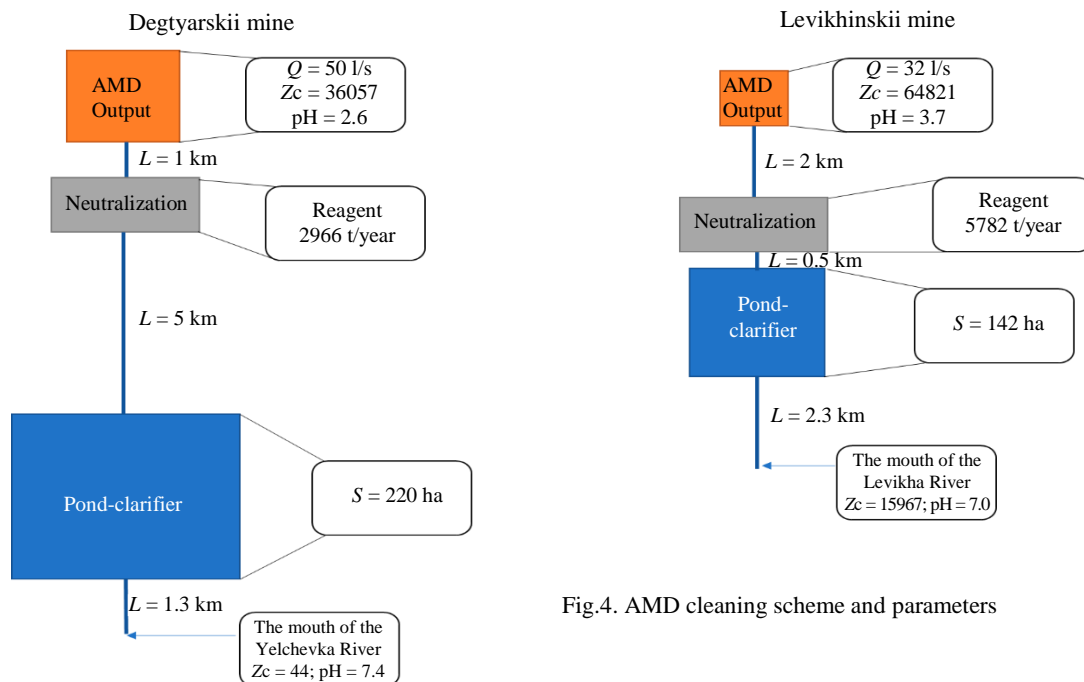 Degtyarskii mine
AMD
Output
Q = 50 l/s
Zc = 36057
pH = 2.6
L = 1 km
Neutralization
Reagent
2966 t/year
L = 5 km
Pond-clarifier
S = 220 ha
L = 1.3 km
The mouth of the
Yelchevka River
Zc = 44; pH = 7.4
Levikhinskii mine
AMD
Output
Q = 32 l/s
Zc = 64821
pH = 3.7
L = 2 km
Neutralization
Reagent
5782 t/year
L = 0.5 km
Pond-
clarifier
S = 142 ha
L = 2.3 km
The mouth of the
Levikha River
Zc = 15967; pH = 7.0
Fig.4. AMD cleaning scheme and parameters